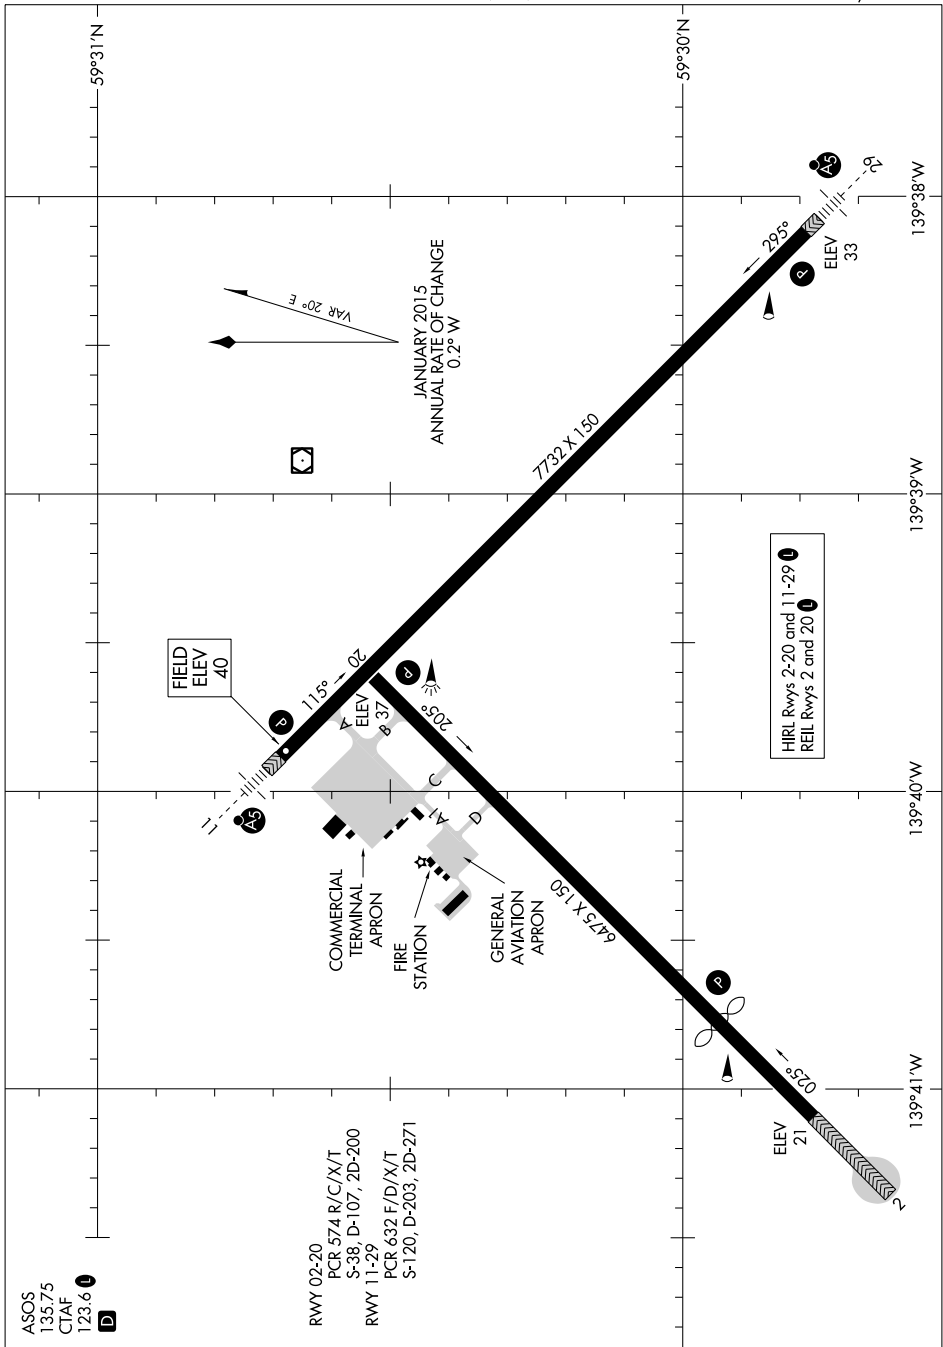 ASOS
135.75
CTAF
123.6 L
D
RWY 02-20
PCR 574 R/C/X/T
S-38, D-107, 2D-200
RWY 11-29
PCR 632 F/D/X/T
S-120, D-203, 2D-271
59°31'N
59°30'N
139°38'W
139°39'W
139°40'W
139°41'W
VAR 20° E
JANUARY 2015
ANNUAL RATE OF CHANGE
0.2° W
FIELD
ELEV
40
11
A5
P
115°
20
A
ELEV
37
B
P
205°
C
A1
D
7732 X 150
295°
P
ELEV
33
A5
29
COMMERCIAL
TERMINAL
APRON
FIRE
STATION
GENERAL
AVIATION
APRON
6475 X 150
P
025°
ELEV
21
2
HIRL Rwys 2-20 and 11-29 L
REIL Rwys 2 and 20 L